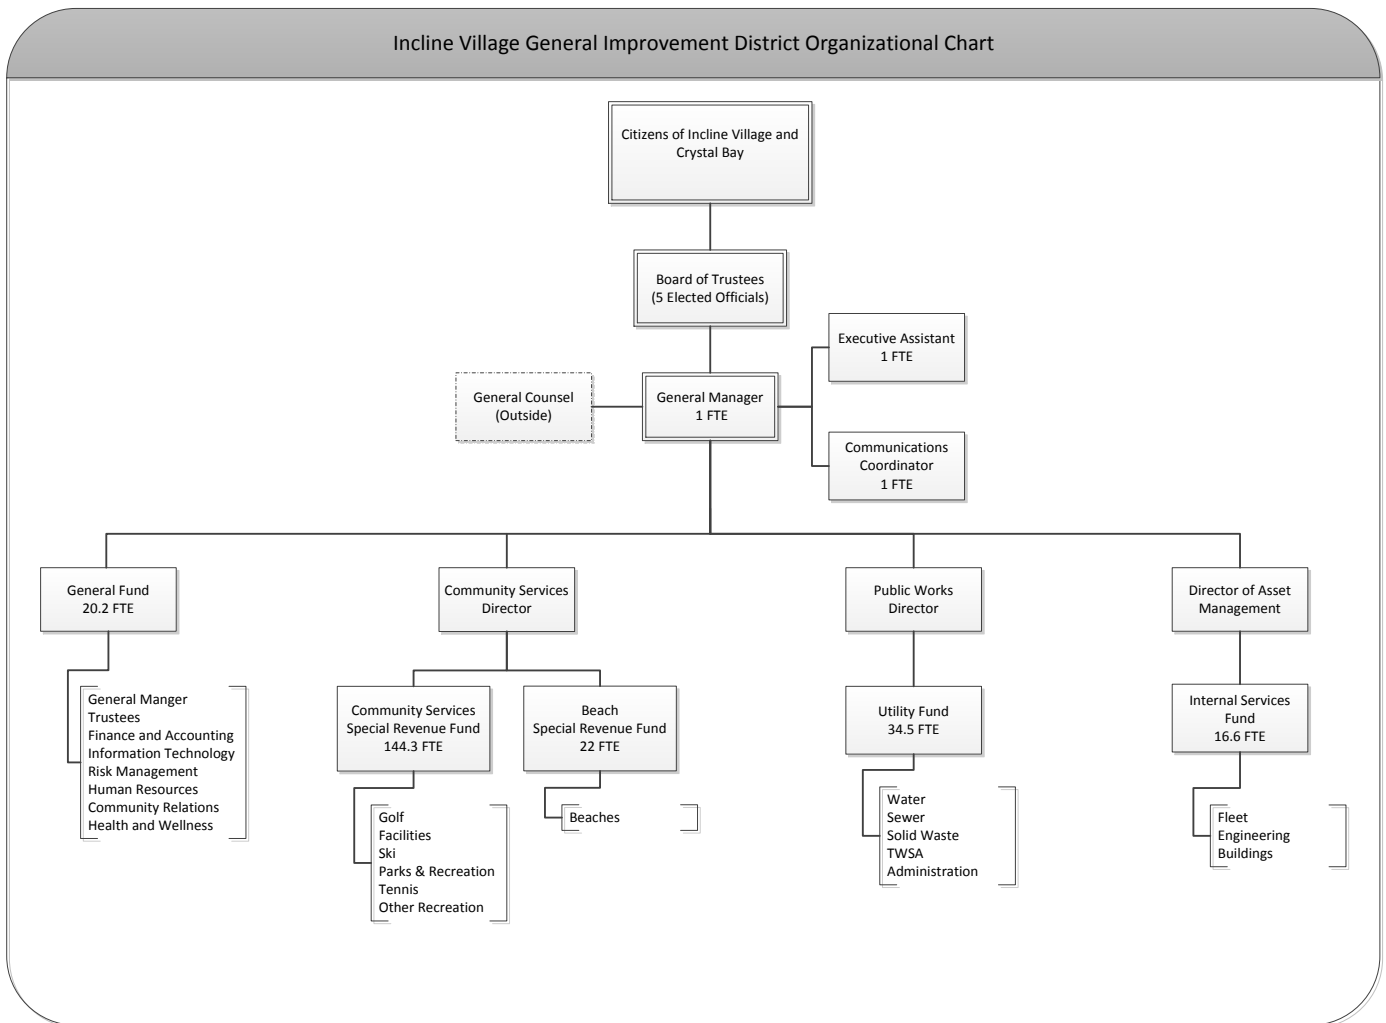 Incline Village General Improvement District Organizational Chart
Citizens of Incline Village and
Crystal Bay
Board of Trustees
(5 Elected Officials)
Executive Assistant
1 FTE
General Counsel
(Outside)
General Manager
1 FTE
Communications
Coordinator
1 FTE
General Fund
20.2 FTE
Community Services
Director
Public Works
Director
Director of Asset
Management
General Manger
Trustees
Finance and Accounting
Information Technology
Risk Management
Human Resources
Community Relations
Health and Wellness
Community Services
Special Revenue Fund
144.3 FTE
Beach
Special Revenue Fund
22 FTE
Utility Fund
34.5 FTE
Internal Services
Fund
16.6 FTE
Golf
Facilities
Ski
Parks & Recreation
Tennis
Other Recreation
Beaches
Water
Sewer
Solid Waste
TWSA
Administration
Fleet
Engineering
Buildings